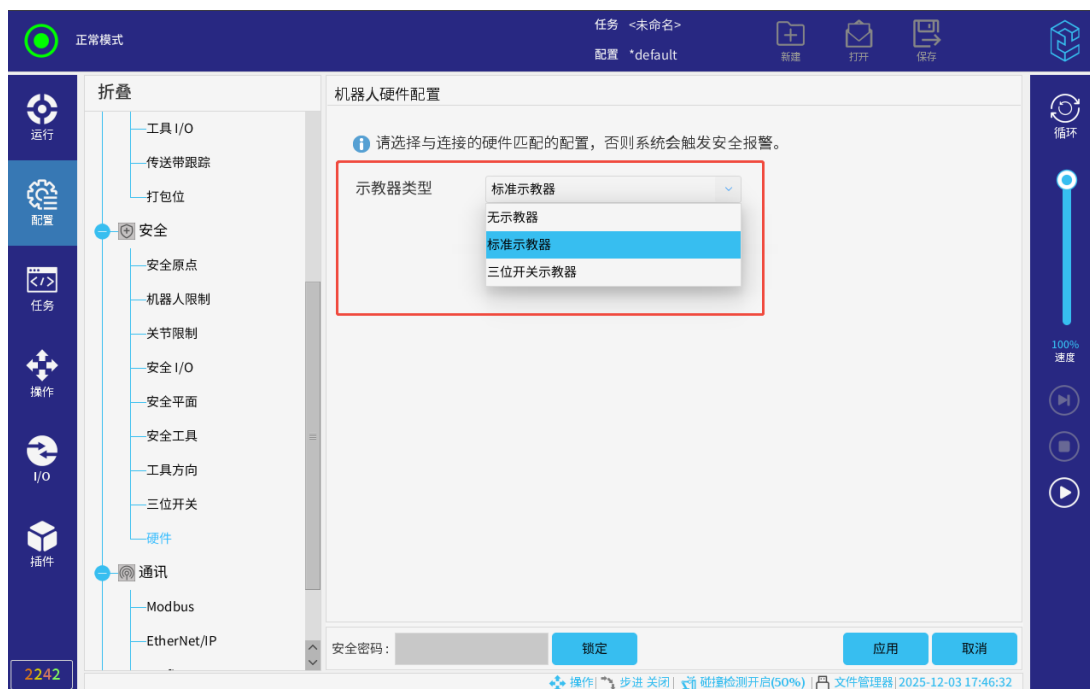 正常模式
任务 <未命名>
配置 *default
新建
打开
保存
运行
配置
任务
操作
I/O
插件
2242
折叠
工具 I/O
传送带跟踪
打包位
安全
安全原点
机器人限制
关节限制
安全 I/O
安全平面
安全工具
工具方向
三位开关
硬件
通讯
Modbus
EtherNet/IP
机器人硬件配置
请选择与连接的硬件匹配的配置，否则系统会触发安全报警。
示教器类型 标准示教器
无示教器
标准示教器
三位开关示教器
安全密码: 锁定 应用 取消
操作| 步进 关闭| 碰撞检测开启(50%) | 文件管理器| 2025-12-03 17:46:32
循环
100%
速度